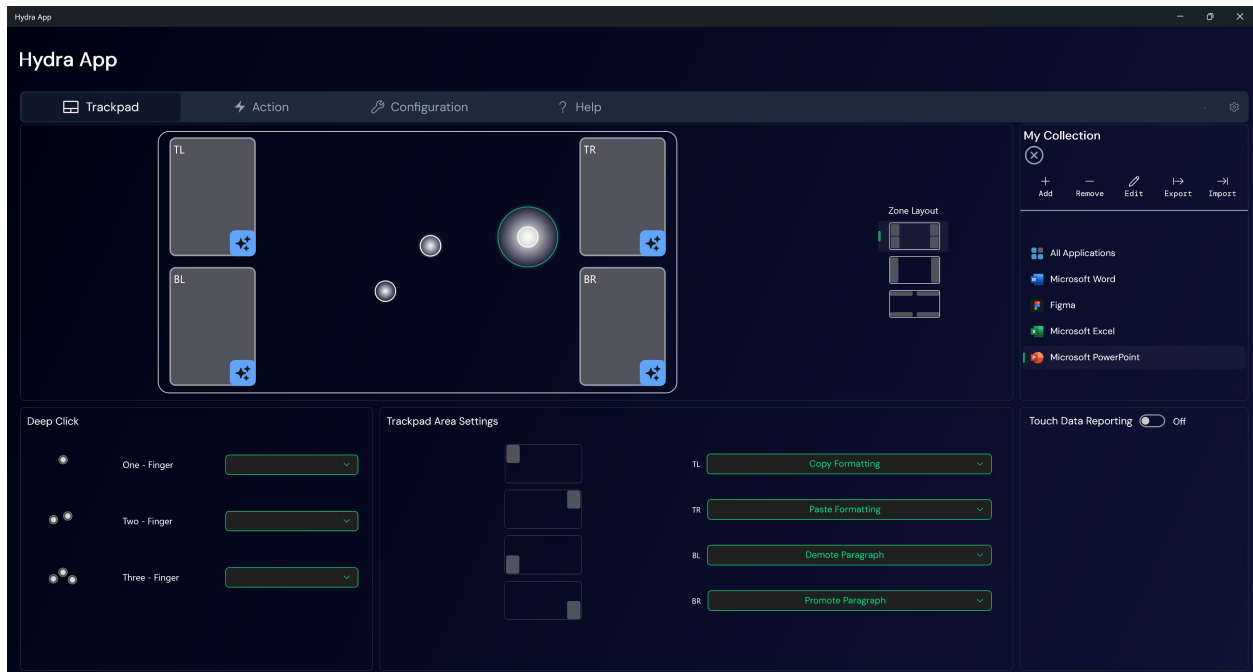 Hydra App
Hydra App
Trackpad
Action
Configuration
? Help
TL
TR
BL
BR
Zone Layout
My Collection
Add
Remove
Edit
Export
Import
All Applications
Microsoft Word
Figma
Microsoft Excel
Microsoft PowerPoint
Deep Click
One - Finger
Two - Finger
Three - Finger
Trackpad Area Settings
TL Copy Formatting
TR Paste Formatting
BL Demote Paragraph
BR Promote Paragraph
Touch Data Reporting Off